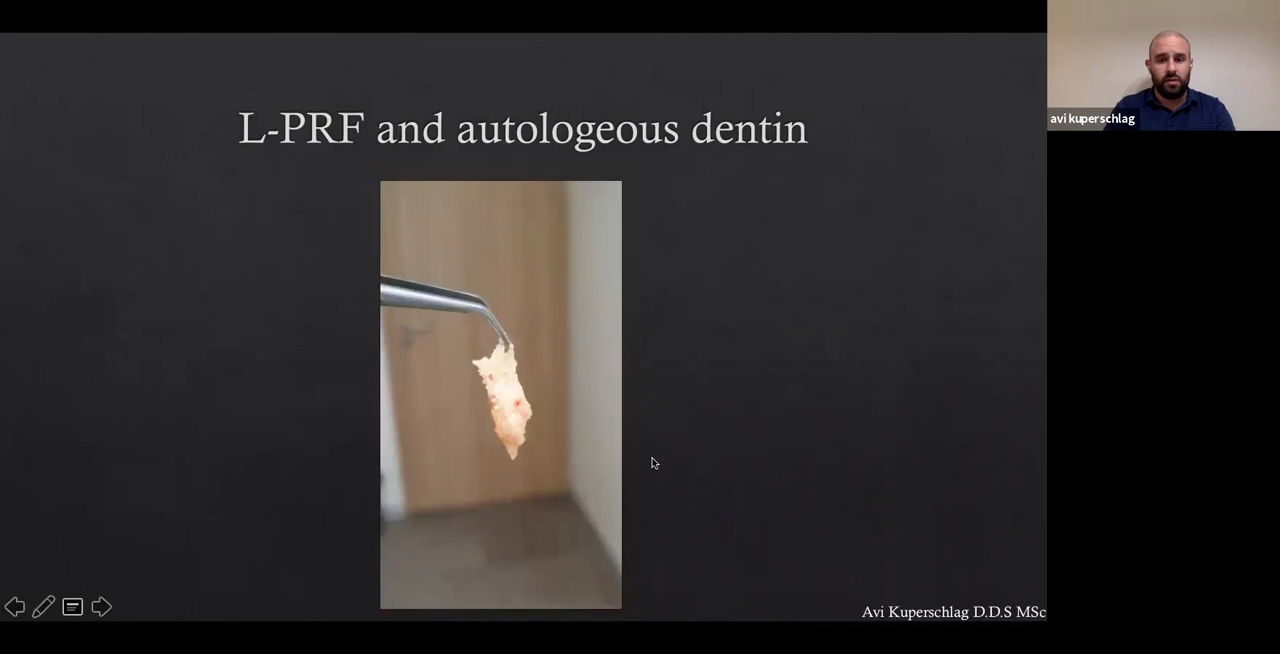 L-PRF and autologeous dentin
avi kuperschlag
Avi Kuperschlag D.D.S MSc